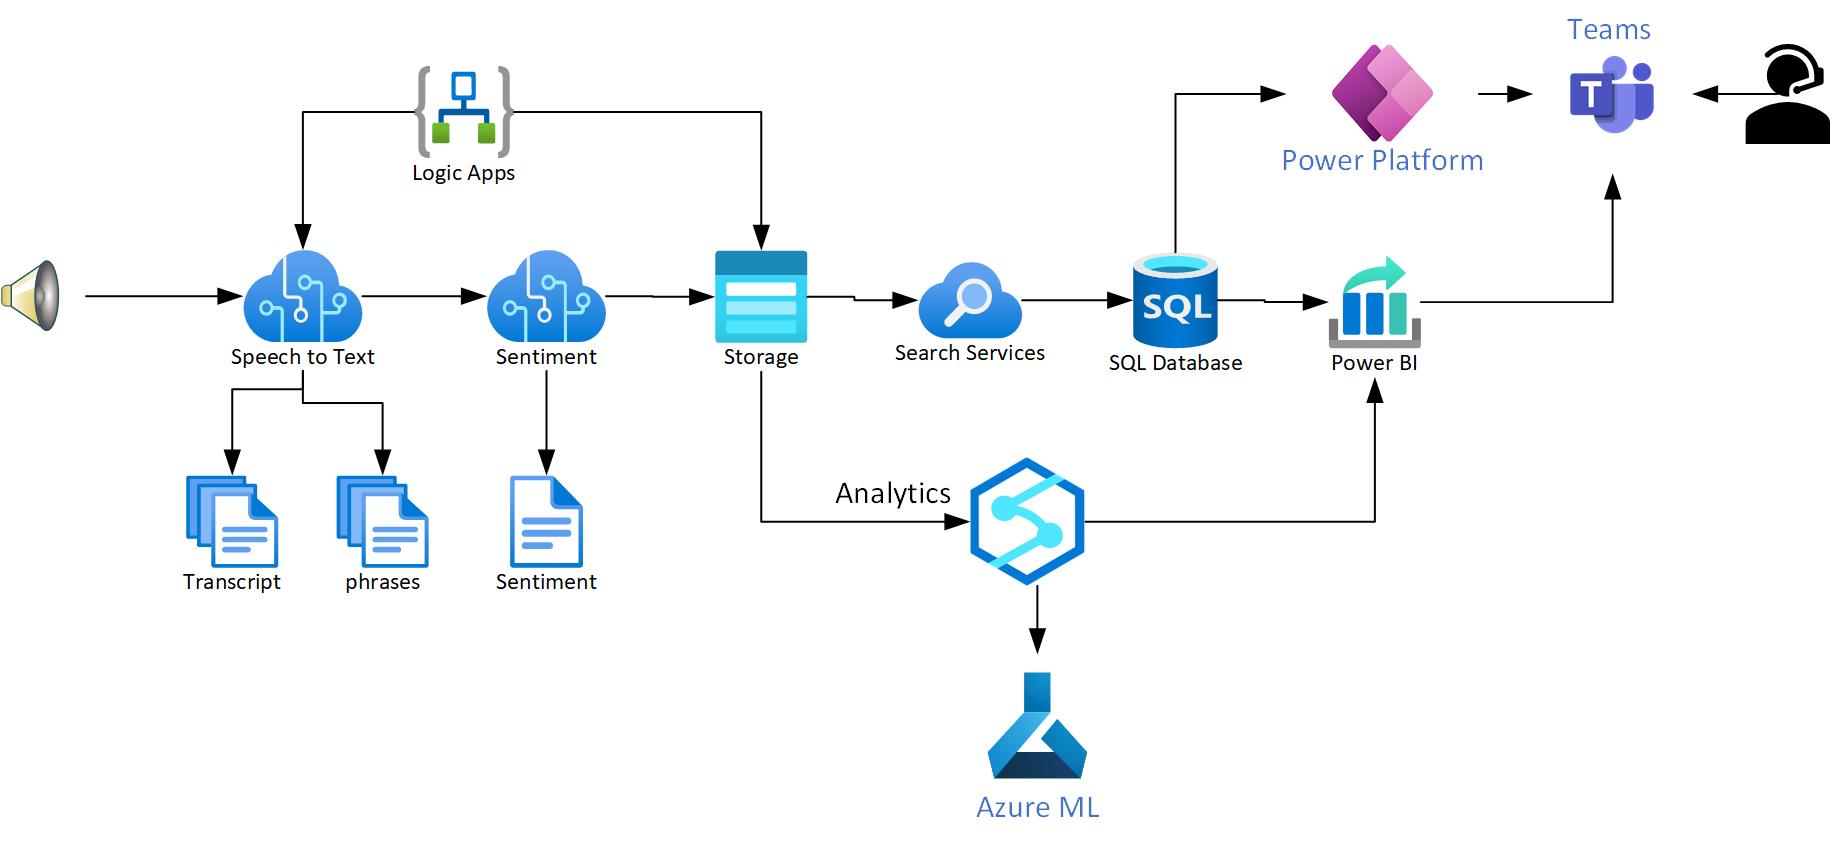 Teams
T
Power Platform
Logic Apps
Speech to Text
Sentiment
Storage
Search Services
SQL
SQL Database
Power BI
Analytics
Transcript
phrases
Sentiment
Azure ML